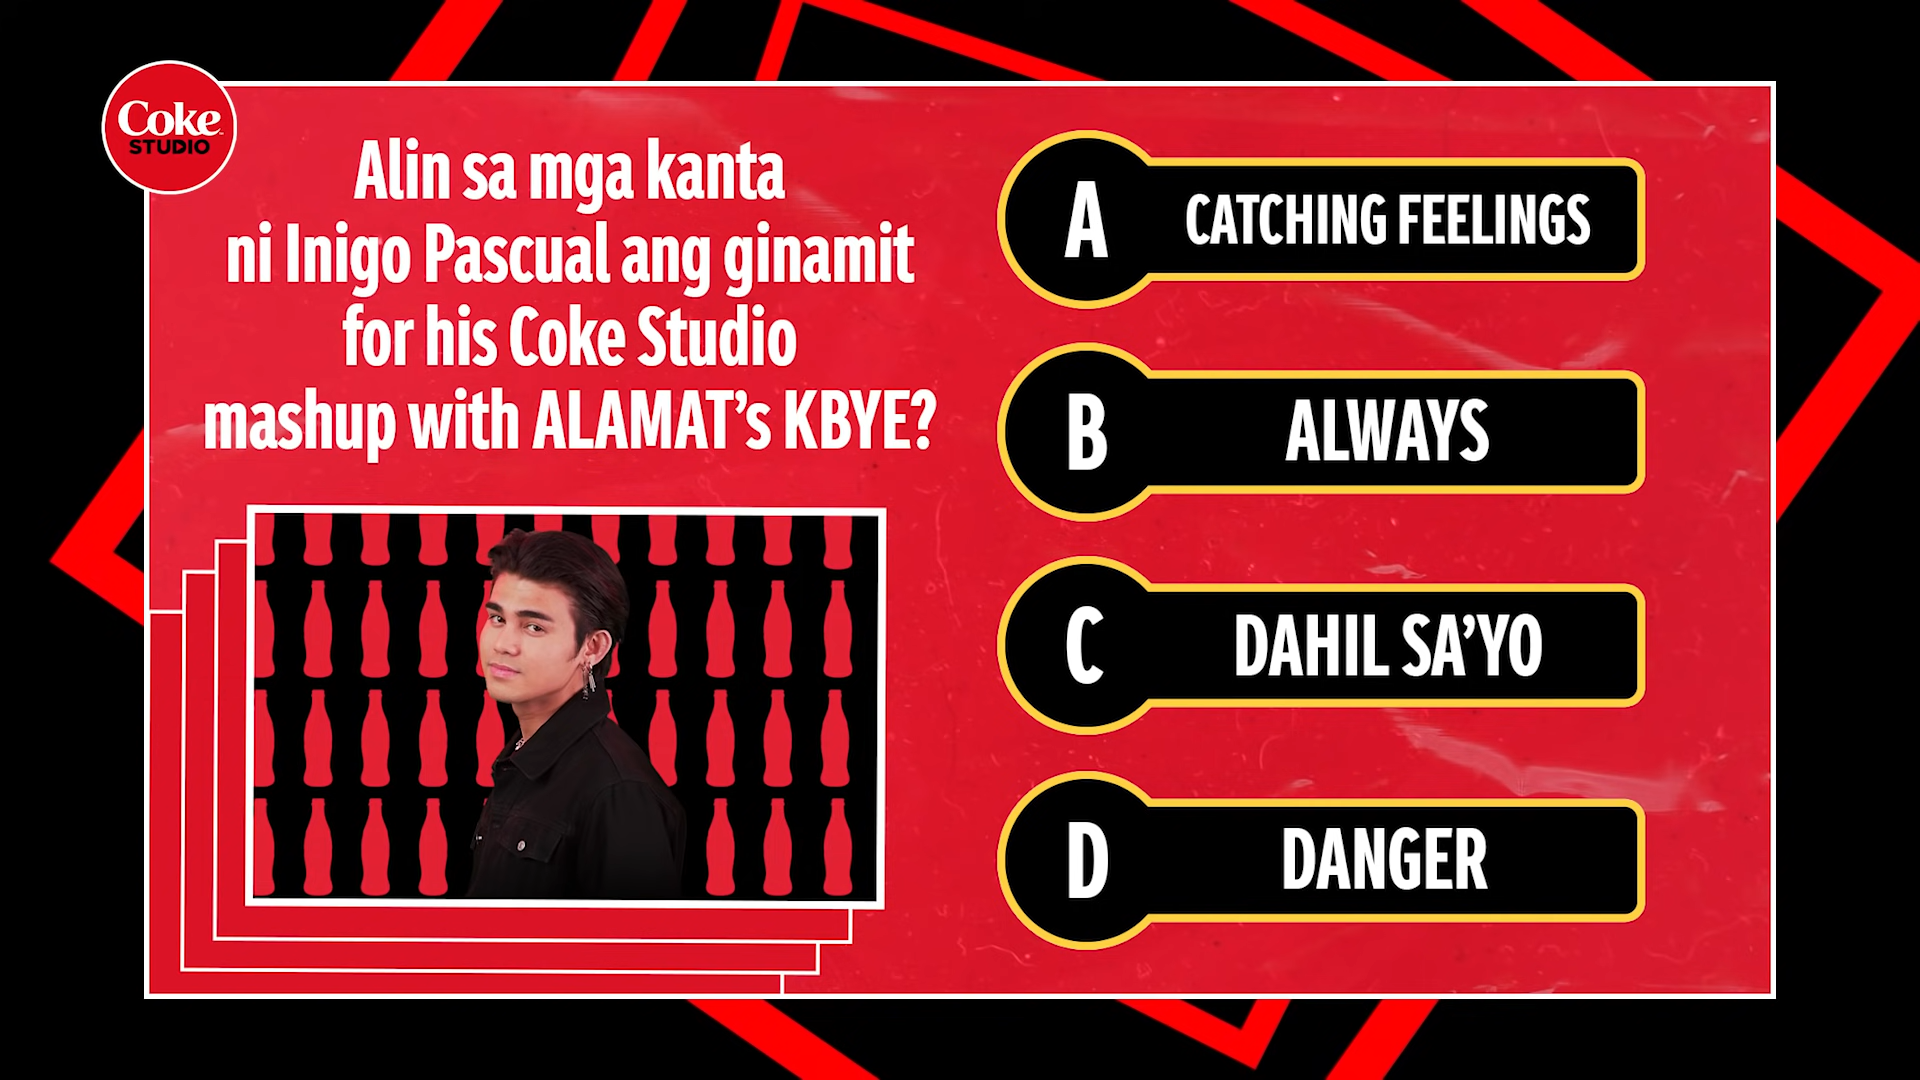 Coke
STUDIO
Alin sa mga kanta
ni Inigo Pascual ang ginamit
for his Coke Studio
mashup with ALAMAT’s KBYE?
A CATCHING FEELINGS
B ALWAYS
C DAHIL SA’YO
D DANGER